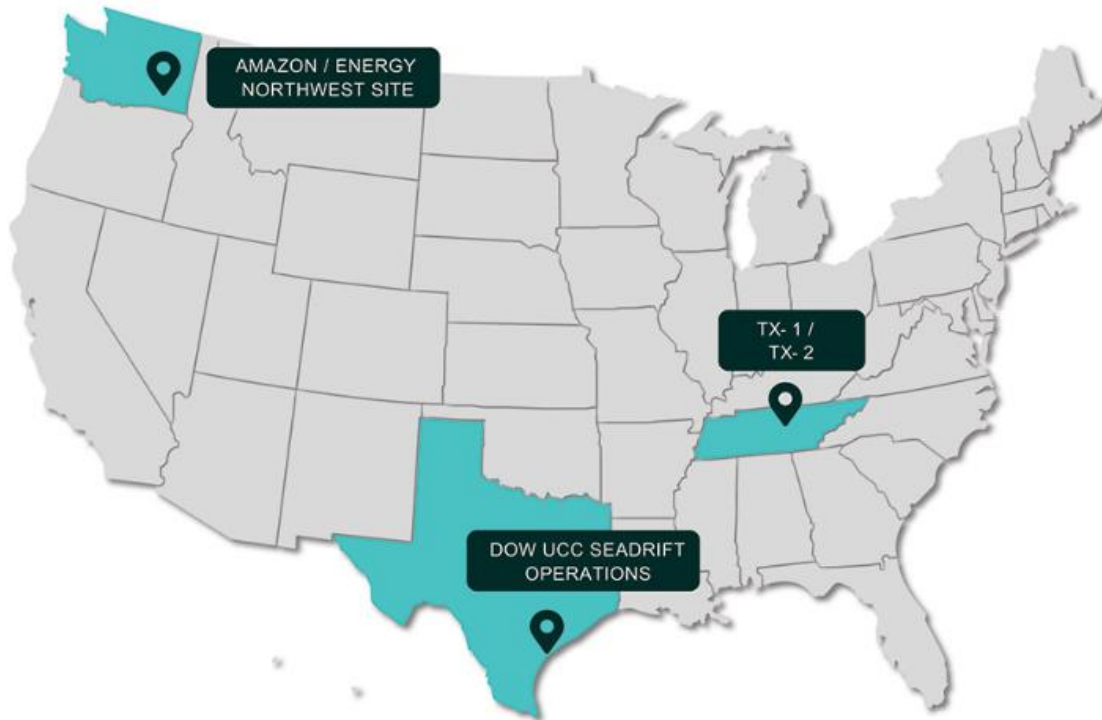 AMAZON / ENERGY
NORTHWEST SITE
TX- 1 /
TX- 2
DOW UCC SEADRIFT
OPERATIONS